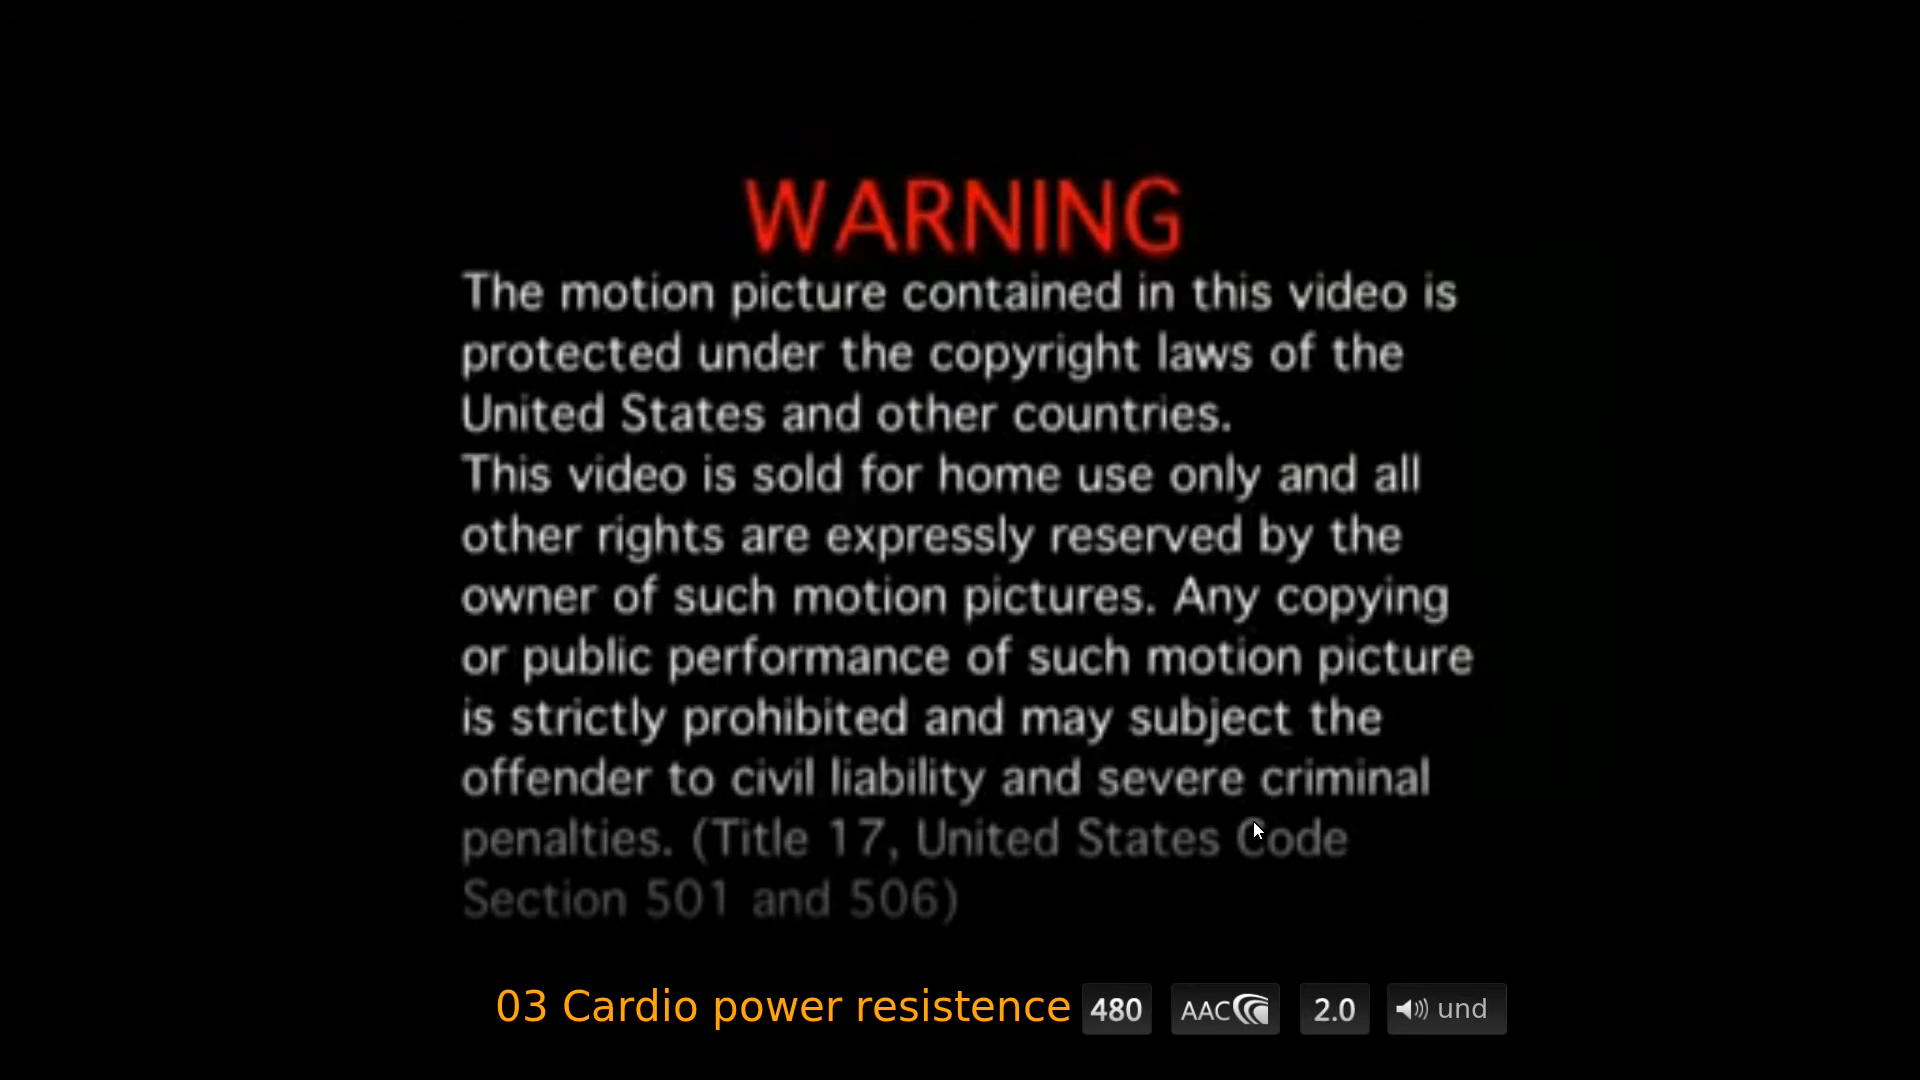 WARNING
The motion picture contained in this video is
protected under the copyright laws of the
United States and other countries.
This video is sold for home use only and all
other rights are expressly reserved by the
owner of such motion pictures. Any copying
or public performance of such motion picture
is strictly prohibited and may subject the
offender to civil liability and severe criminal
penalties. (Title 17, United States Code
Section 501 and 506)
03 Cardio power resistence 480 AAC 2.0 und